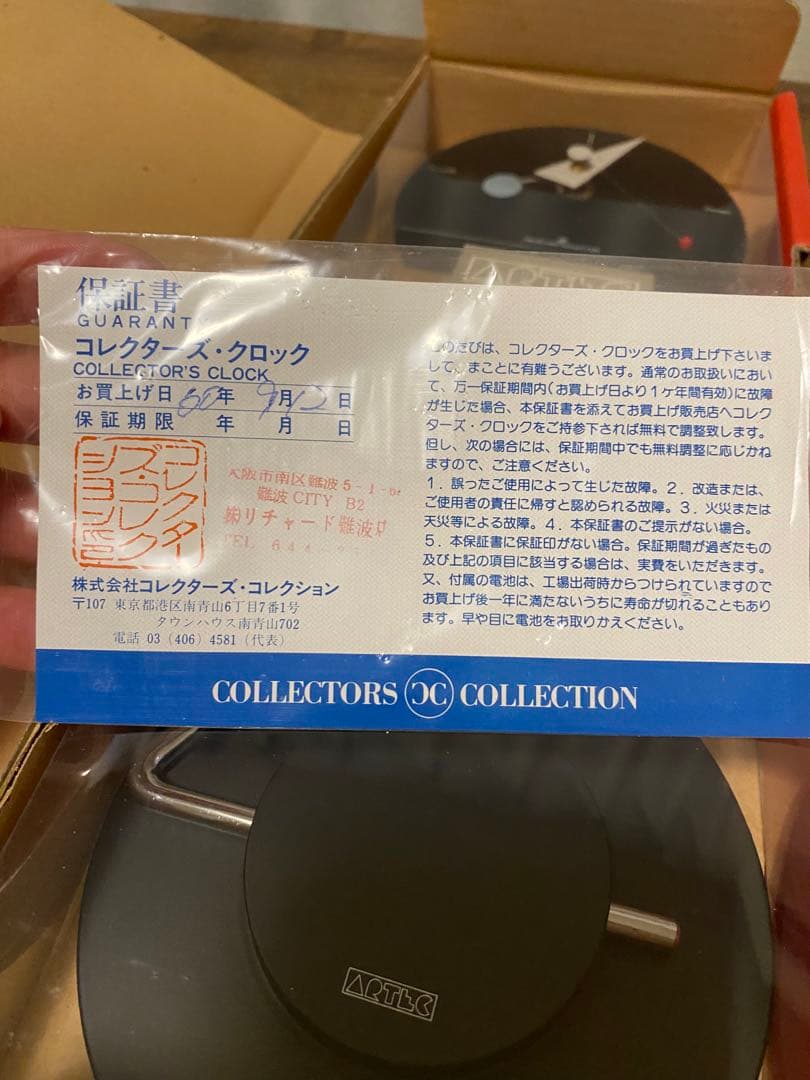 保証書
GUARANT
コレクターズ・クロック
COLLECTOR'S CLOCK
お買上げ日 60年 9月12日
保証期限 年 月 日
コレクターズ・コレクション
大阪市南区難波5-1-
難波CITY B2
㈱リチャード難波
TEL 644-
株式会社コレクターズ・コレクション
〒107 東京都港区南青山6丁目7番1号
タウンハウス南青山702
電話 03 (406) 4581 (代表)
このたびは、コレクターズ・クロックをお買上げ下さいま
して、まことに有難うございます。通常のお取扱いにおい
て、万一保証期間内(お買上げ日より1ヶ年間有効)に故障
が生じた場合、本保証書を添えてお買上げ販売店へコレク
ターズ・クロックをご持参下されば無料で調整致します。
但し、次の場合には、保証期間中でも無料調整に応じかね
ますので、ご注意ください。
1. 誤ったご使用によって生じた故障。2. 改造または、
ご使用者の責任に帰すと認められる故障。3. 火災または
天災等による故障。4. 本保証書のご提示がない場合。
5. 本保証書に保証印がない場合。保証期間が過ぎたもの
及び上記の項目に該当する場合は、実費をいただきます。
又、付属の電池は、工場出荷時からつけられていますので
お買上げ後一年に満たないうちに寿命が切れることもあり
ます。早や目に電池をお取りかえください。
COLLECTORS CC COLLECTION
ARTEC